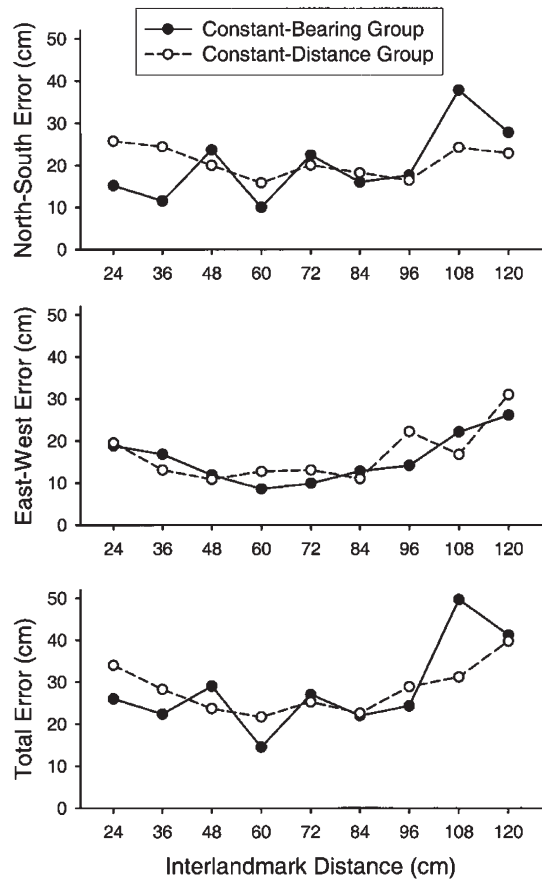 Constant-Bearing Group
Constant-Distance Group
North-South Error (cm)
50
40
30
20
10
0
24 36 48 60 72 84 96 108 120
East-West Error (cm)
50
40
30
20
10
0
24 36 48 60 72 84 96 108 120
Total Error (cm)
50
40
30
20
10
0
24 36 48 60 72 84 96 108 120
Interlandmark Distance (cm)